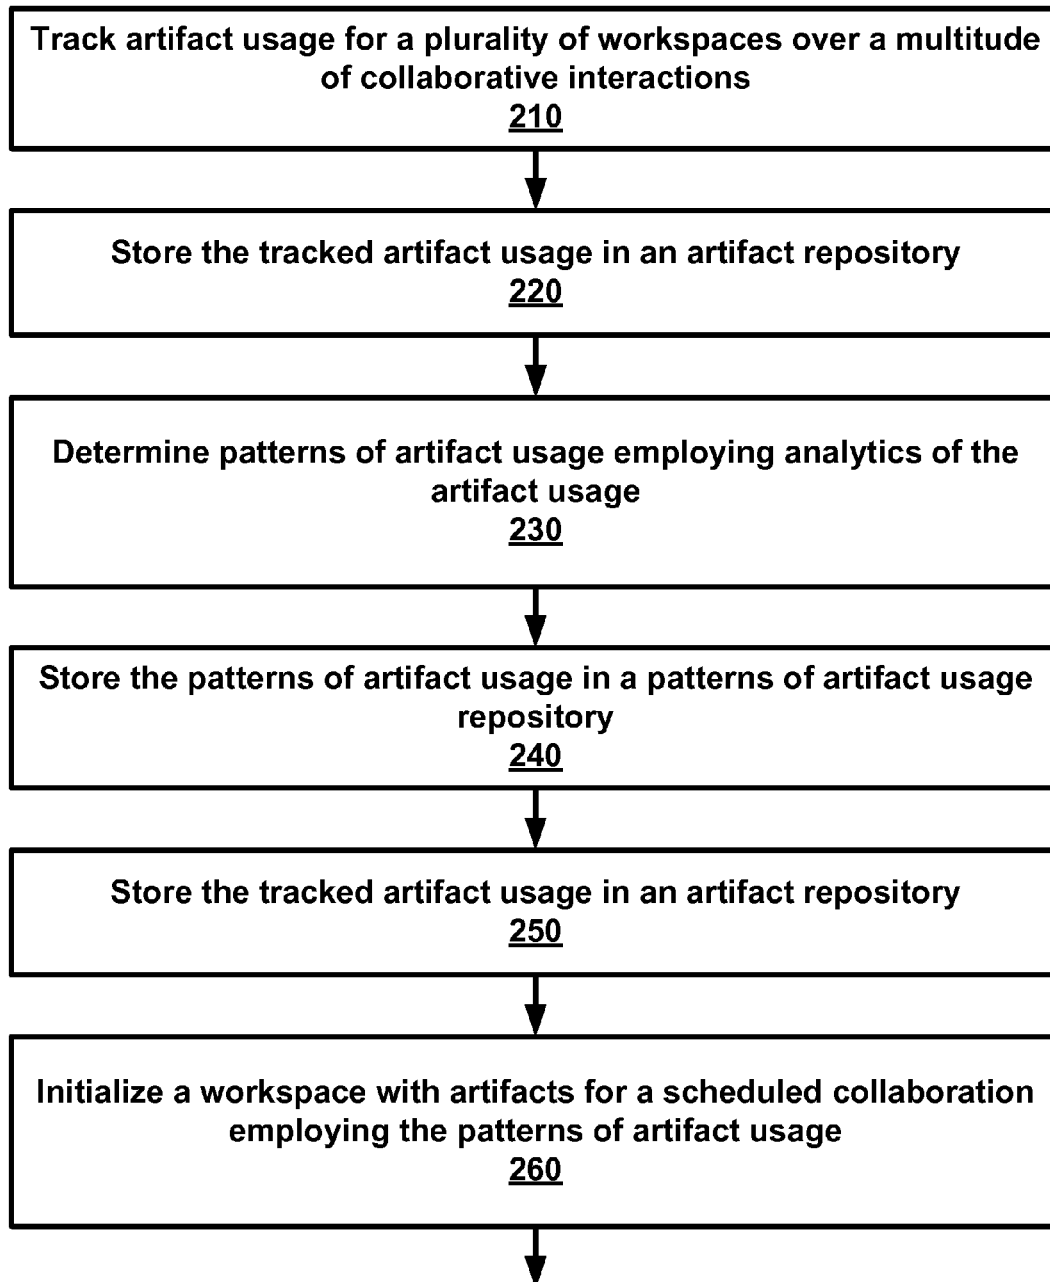 Track artifact usage for a plurality of workspaces over a multitude
of collaborative interactions
210
Store the tracked artifact usage in an artifact repository
220
Determine patterns of artifact usage employing analytics of the
artifact usage
230
Store the patterns of artifact usage in a patterns of artifact usage
repository
240
Store the tracked artifact usage in an artifact repository
250
Initialize a workspace with artifacts for a scheduled collaboration
employing the patterns of artifact usage
260